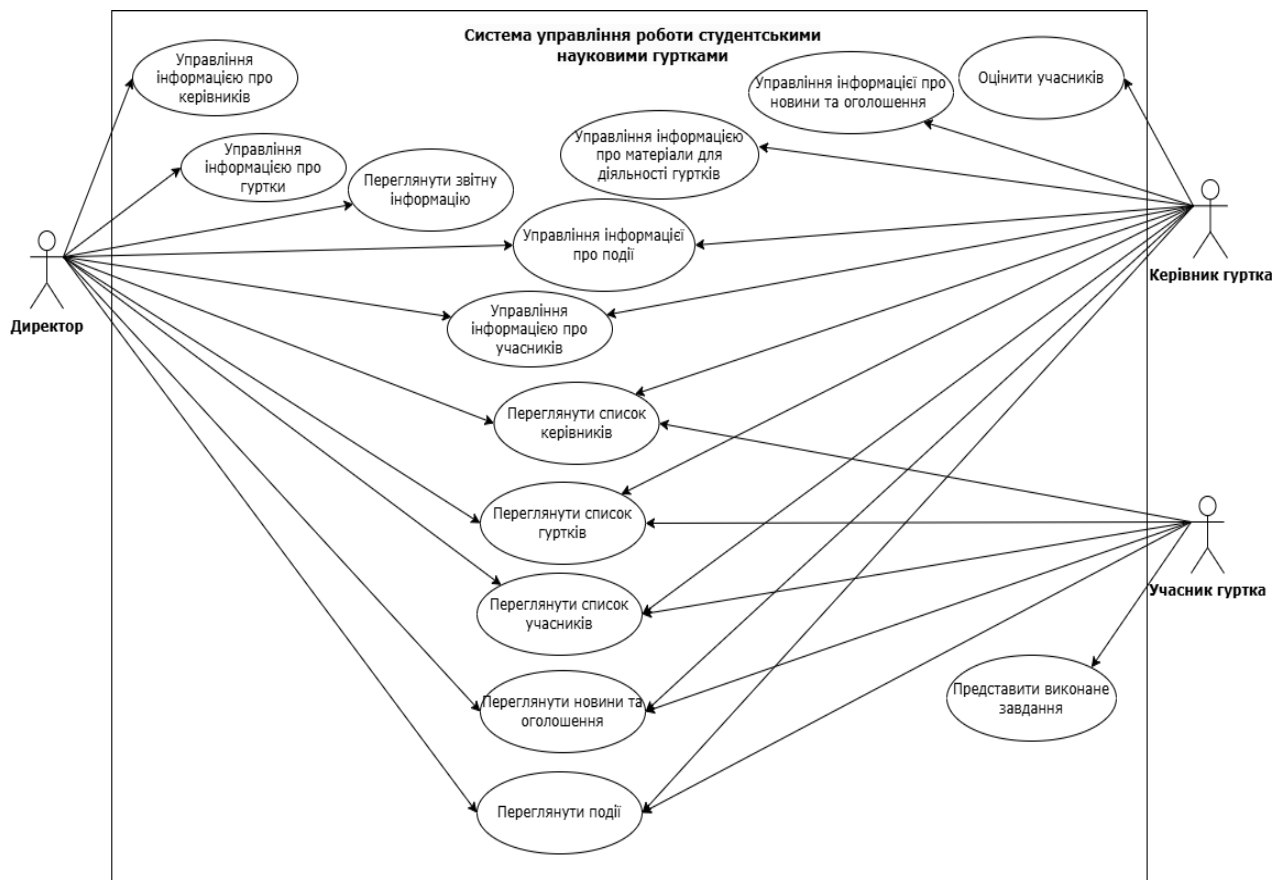 Система управління роботи студентськими
науковими гуртками
Управління
інформацією про
керівників
Управління інформацієї про
новини та оголошення
Оцінити учасників
Управління
інформацією про
гуртки
Управління інформацією
про матеріали для
діяльності гуртків
Переглянути звітну
інформацію
Управління інформацієї
про події
Директор
Керівник гуртка
Управління
інформацією про
учасників
Переглянути список
керівників
Переглянути список
гуртків
Учасник гуртка
Переглянути список
учасників
Переглянути новини та
оголошення
Представити виконане
завдання
Переглянути події